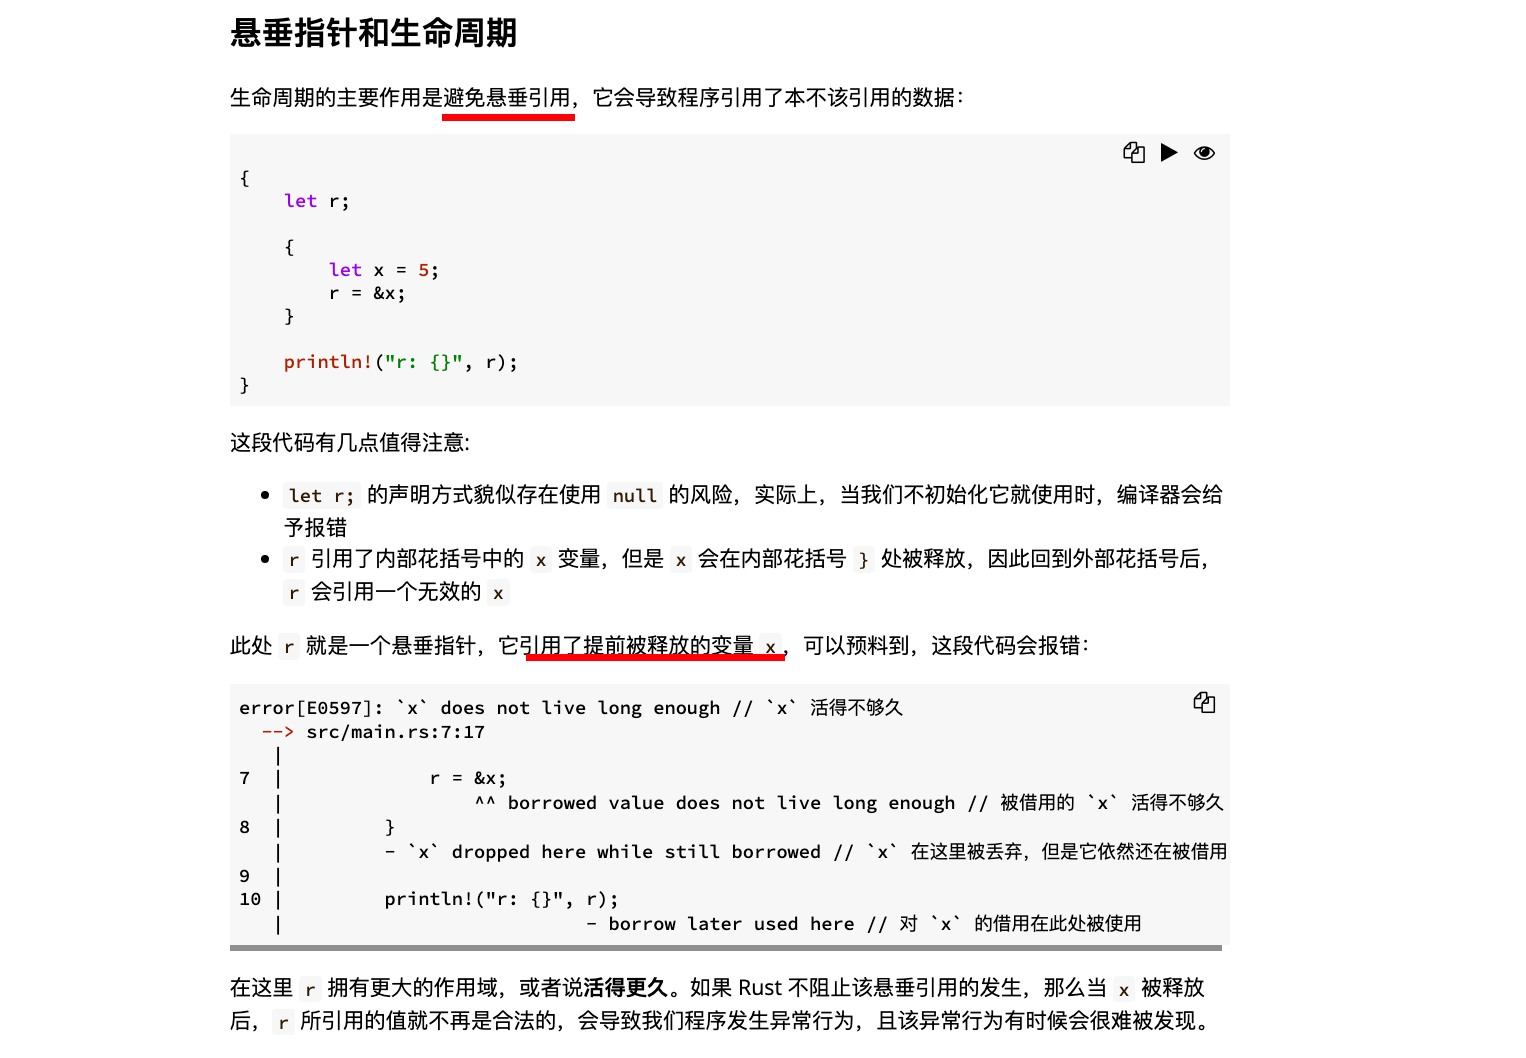 悬垂指针和生命周期
生命周期的主要作用是避免悬垂引用，它会导致程序引用了本不该引用的数据：
{
    let r;
    {
        let x = 5;
        r = &x;
    }
    println!("r: {}", r);
}
这段代码有几点值得注意:
let r; 的声明方式貌似存在使用 null 的风险，实际上，当我们不初始化它就使用时，编译器会给
予报错
r 引用了内部花括号中的 x 变量，但是 x 会在内部花括号 } 处被释放，因此回到外部花括号后，
r 会引用一个无效的 x
此处 r 就是一个悬垂指针，它引用了提前被释放的变量 x，可以预料到，这段代码会报错：
error[E0597]: `x` does not live long enough // `x` 活得不够久
  --> src/main.rs:7:17
   |
7  |             r = &x;
   |                 ^^ borrowed value does not live long enough // 被借用的 `x` 活得不够久
8  |         }
   |         - `x` dropped here while still borrowed // `x` 在这里被丢弃，但是它依然还在被借用
9  |
10 |         println!("r: {}", r);
   |                           - borrow later used here // 对 `x` 的借用在此处被使用
在这里 r 拥有更大的作用域，或者说活得更久。如果 Rust 不阻止该悬垂引用的发生，那么当 x 被释放
后，r 所引用的值就不再是合法的，会导致我们程序发生异常行为，且该异常行为有时候会很难被发现。